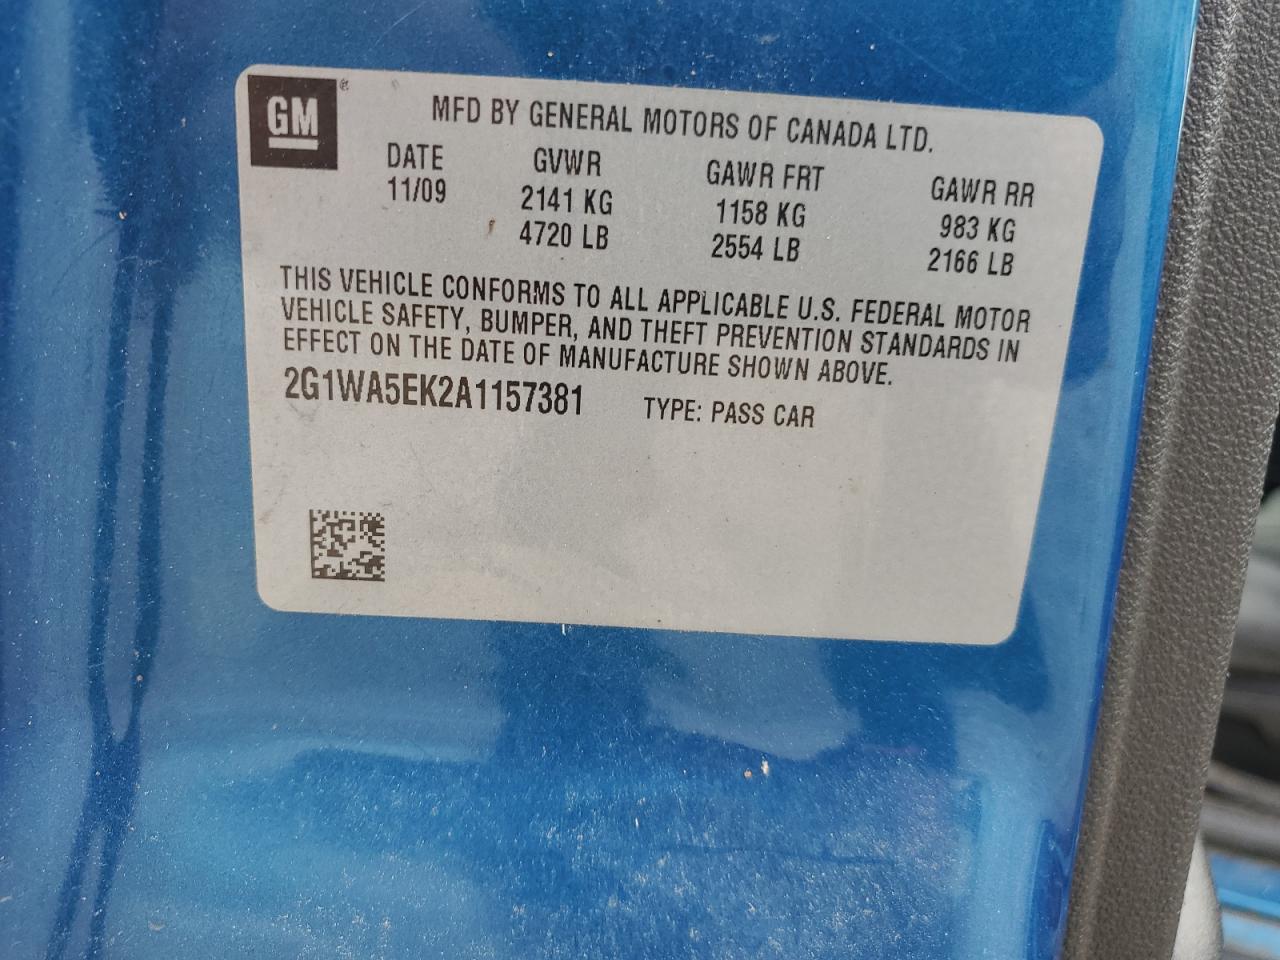 GM ®
MFD BY GENERAL MOTORS OF CANADA LTD.
DATE GVWR GAWR FRT GAWR RR
11/09 2141 KG 1158 KG 983 KG
4720 LB 2554 LB 2166 LB
THIS VEHICLE CONFORMS TO ALL APPLICABLE U.S. FEDERAL MOTOR
VEHICLE SAFETY, BUMPER, AND THEFT PREVENTION STANDARDS IN
EFFECT ON THE DATE OF MANUFACTURE SHOWN ABOVE.
2G1WA5EK2A1157381 TYPE: PASS CAR